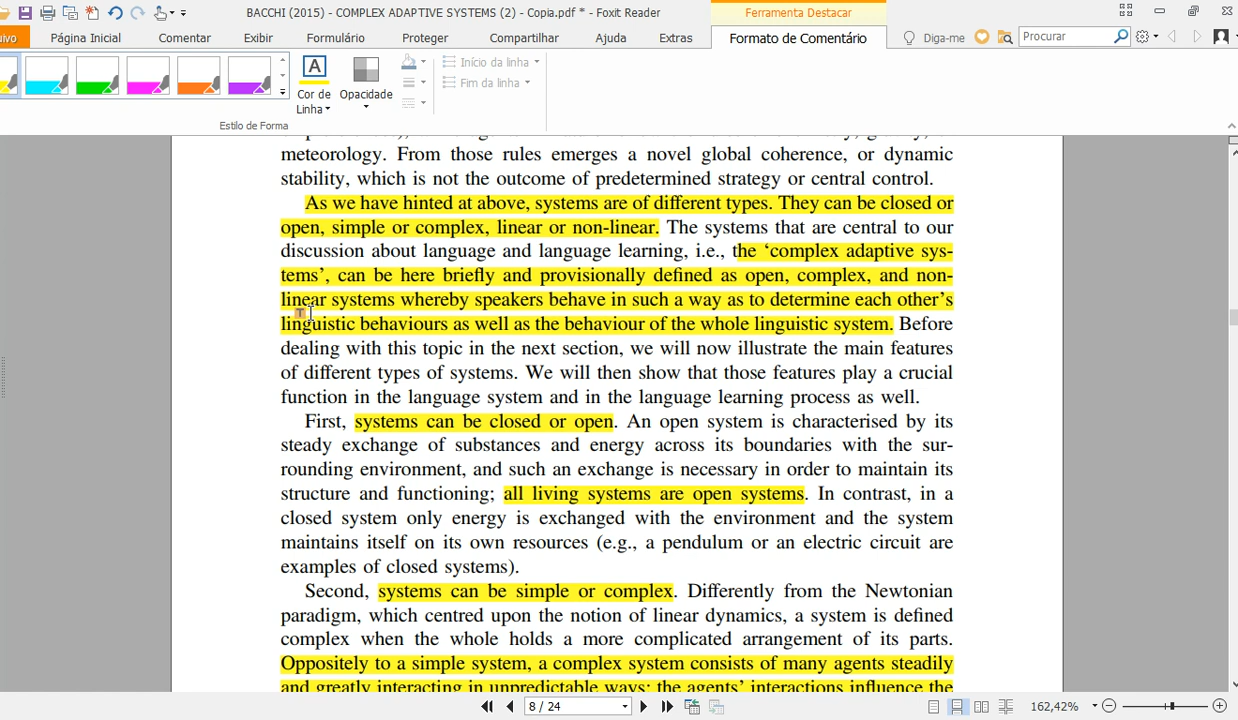 BACCHI (2015) - COMPLEX ADAPTIVE SYSTEMS (2) - Copia.pdf * - Foxit Reader
Ferramenta Destacar
ivo Página Inicial Comentar Exibir Formulário Proteger Compartilhar Ajuda Extras Formato de Comentário Diga-me Procurar
A
Cor de Linha
Opacidade
Início da linha
Fim da linha
Estilo de Forma
meteorology. From those rules emerges a novel global coherence, or dynamic
stability, which is not the outcome of predetermined strategy or central control.
As we have hinted at above, systems are of different types. They can be closed or
open, simple or complex, linear or non-linear. The systems that are central to our
discussion about language and language learning, i.e., the ‘complex adaptive sys-
tems’, can be here briefly and provisionally defined as open, complex, and non-
linear systems whereby speakers behave in such a way as to determine each other’s
linguistic behaviours as well as the behaviour of the whole linguistic system. Before
dealing with this topic in the next section, we will now illustrate the main features
of different types of systems. We will then show that those features play a crucial
function in the language system and in the language learning process as well.
First, systems can be closed or open. An open system is characterised by its
steady exchange of substances and energy across its boundaries with the sur-
rounding environment, and such an exchange is necessary in order to maintain its
structure and functioning; all living systems are open systems. In contrast, in a
closed system only energy is exchanged with the environment and the system
maintains itself on its own resources (e.g., a pendulum or an electric circuit are
examples of closed systems).
Second, systems can be simple or complex. Differently from the Newtonian
paradigm, which centred upon the notion of linear dynamics, a system is defined
complex when the whole holds a more complicated arrangement of its parts.
Oppositely to a simple system, a complex system consists of many agents steadily
and greatly interacting in unpredictable ways; the agents’ interactions influence the
8 / 24
162,42%